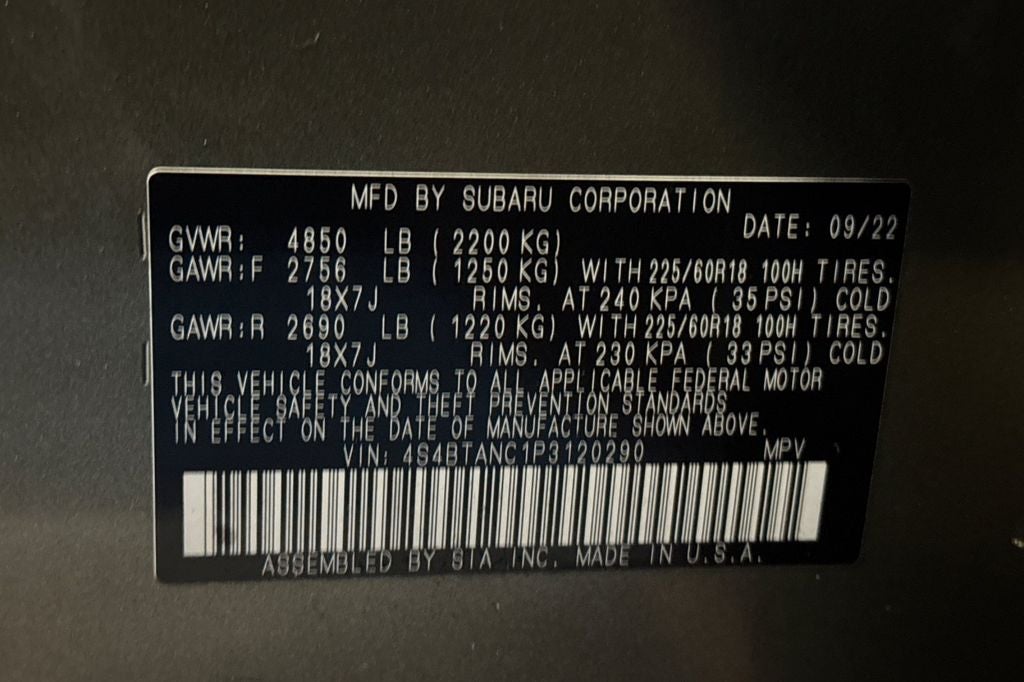 MFD BY SUBARU CORPORATION
DATE: 09/22
GVWR: 4850 LB (2200 KG)
GAWR:F 2756 LB (1250 KG) WITH 225/60R18 100H TIRES.
18X7J RIMS. AT 240 KPA (35 PSI) COLD
GAWR:R 2690 LB (1220 KG) WITH 225/60R18 100H TIRES.
18X7J RIMS. AT 230 KPA (33 PSI) COLD
THIS VEHICLE CONFORMS TO ALL APPLICABLE FEDERAL MOTOR
VEHICLE SAFETY AND THEFT PREVENTION STANDARDS
IN EFFECT ON THE DATE OF MANUFACTURE SHOWN ABOVE.
VIN: 4S4BTANC1P3120290 MPV
ASSEMBLED BY SIA INC. MADE IN U.S.A.